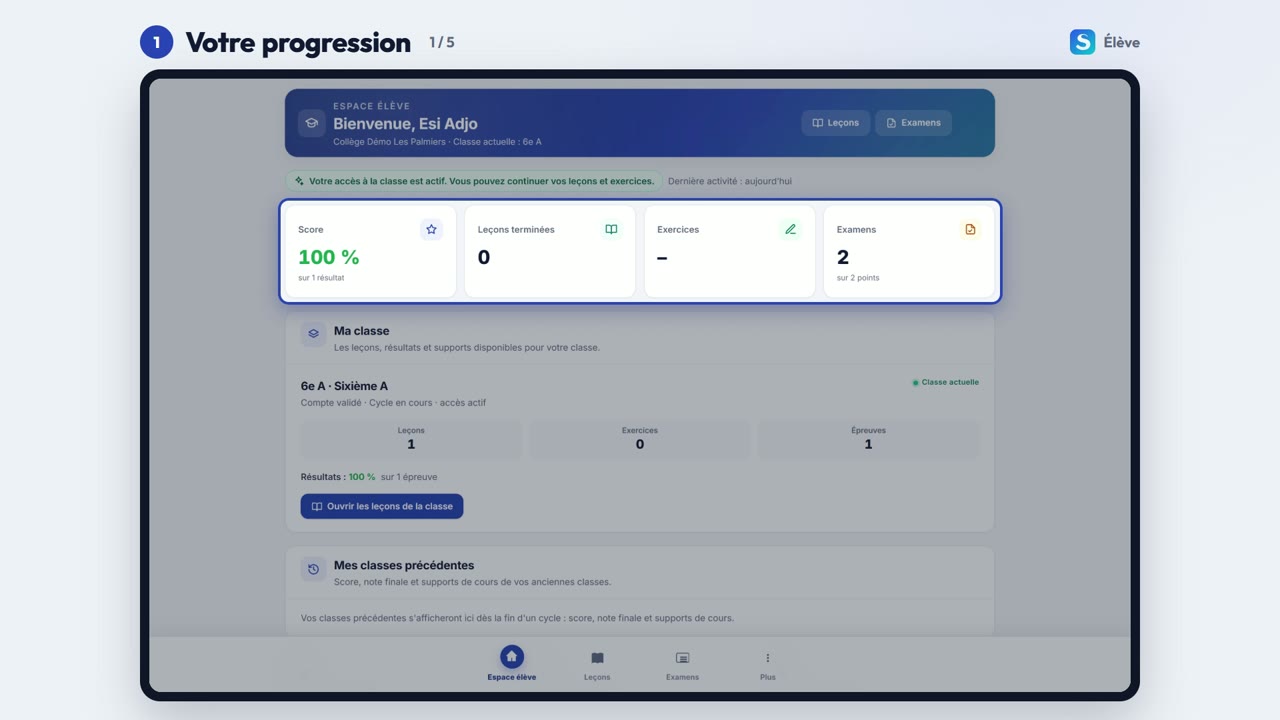 1 Votre progression 1 / 5
S Élève
ESPACE ÉLÈVE
Bienvenue, Esi Adjo
Collège Démo Les Palmiers · Classe actuelle : 6e A
Leçons
Examens
Votre accès à la classe est actif. Vous pouvez continuer vos leçons et exercices.
Dernière activité : aujourd'hui
Score
100 %
sur 1 résultat
Leçons terminées
0
Exercices
–
Examens
2
sur 2 points
Ma classe
Les leçons, résultats et supports disponibles pour votre classe.
6e A · Sixième A
Classe actuelle
Compte validé · Cycle en cours · accès actif
Leçons
1
Exercices
0
Épreuves
1
Résultats : 100 % sur 1 épreuve
Ouvrir les leçons de la classe
Mes classes précédentes
Score, note finale et supports de cours de vos anciennes classes.
Vos classes précédentes s'afficheront ici dès la fin d'un cycle : score, note finale et supports de cours.
Espace élève
Leçons
Examens
Plus